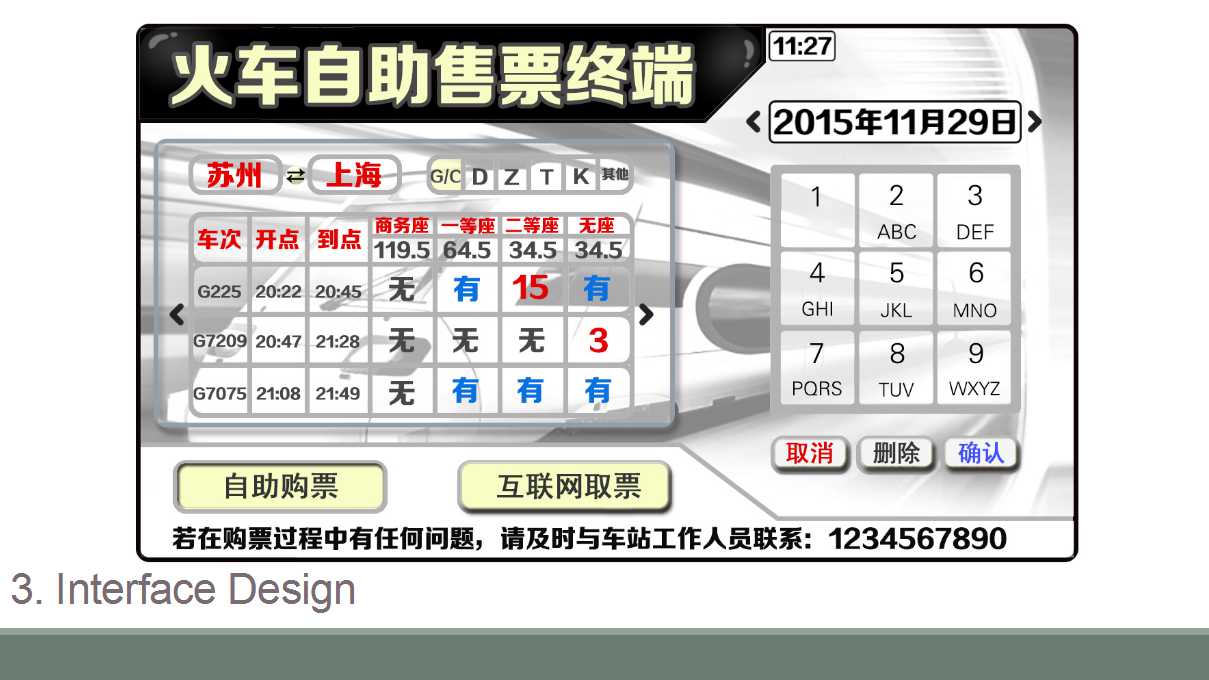 火车自助售票终端
11:27
2015年11月29日
苏州 上海 G/C D Z T K 其他
车次 开点 到点 商务座 一等座 二等座 无座
119.5 64.5 34.5 34.5
G225 20:22 20:45 无 有 15 有
G7209 20:47 21:28 无 无 无 3
G7075 21:08 21:49 无 有 有 有
1 2 3
ABC DEF
4 5 6
GHI JKL MNO
7 8 9
PQRS TUV WXYZ
取消 删除 确认
自助购票 互联网取票
若在购票过程中有任何问题，请及时与车站工作人员联系：1234567890
3. Interface Design